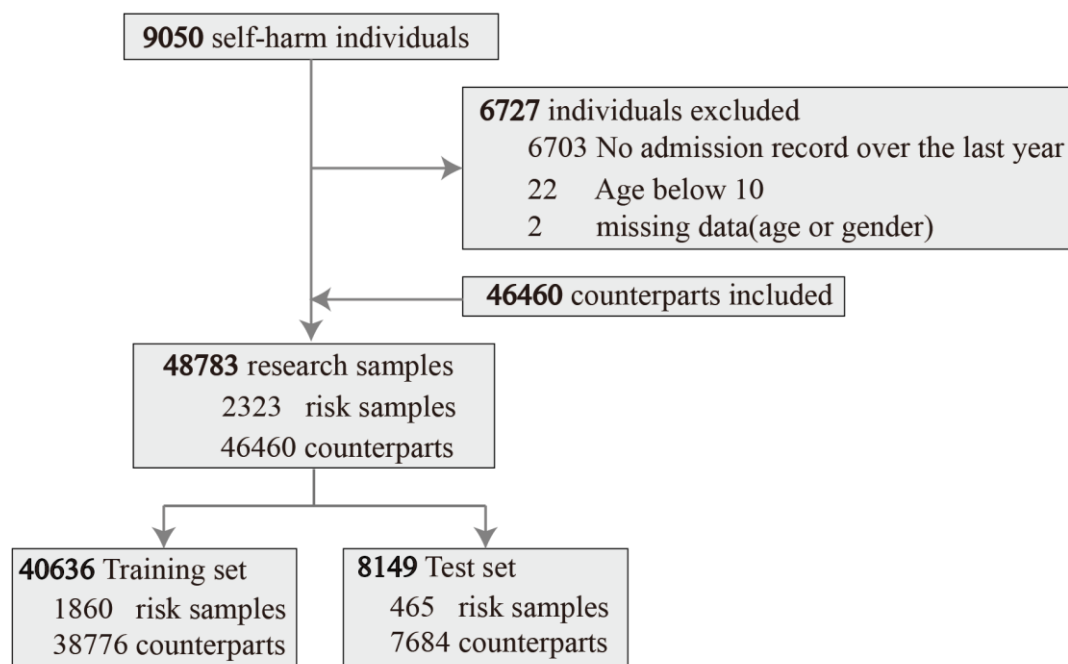 9050 self-harm individuals
6727 individuals excluded
6703 No admission record over the last year
22 Age below 10
2 missing data(age or gender)
46460 counterparts included
48783 research samples
2323 risk samples
46460 counterparts
40636 Training set
1860 risk samples
38776 counterparts
8149 Test set
465 risk samples
7684 counterparts